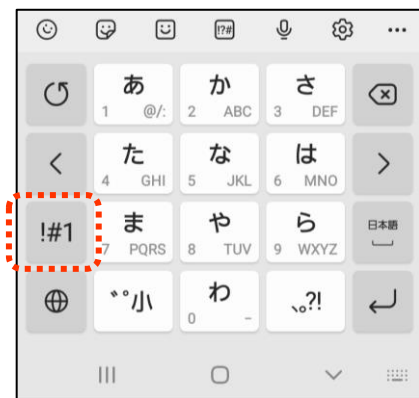 !?#
あ か さ
1 @/: 2 ABC 3 DEF
た な は
4 GHI 5 JKL 6 MNO
!#1 ま や ら 日本語
7 PQRS 8 TUV 9 WXYZ
゛゜小 わ 、。?!
0 -